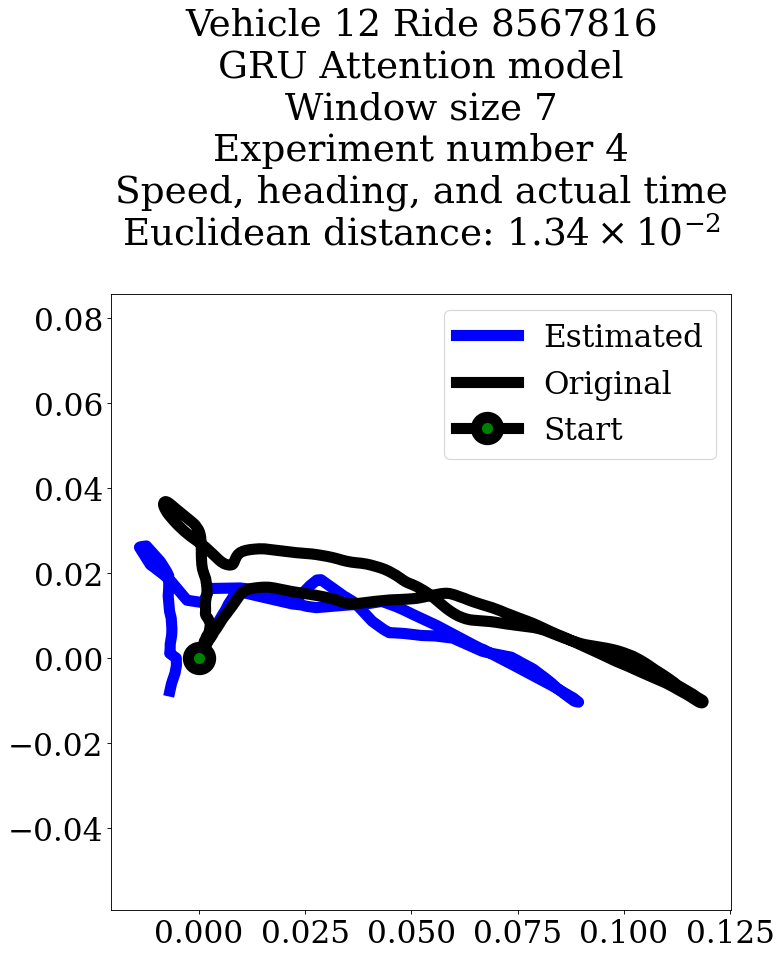 Vehicle 12 Ride 8567816
GRU Attention model
Window size 7
Experiment number 4
Speed, heading, and actual time
Euclidean distance: 1.34 × 10⁻²
Estimated
Original
Start
0.08
0.06
0.04
0.02
0.00
−0.02
−0.04
0.000 0.025 0.050 0.075 0.100 0.125